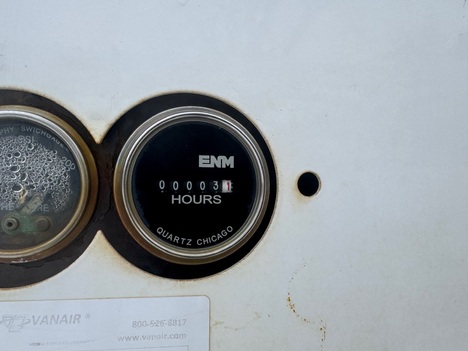 ENM
00003
HOURS
QUARTZ CHICAGO
VANAIR®
800-526-8817
www.vanair.com